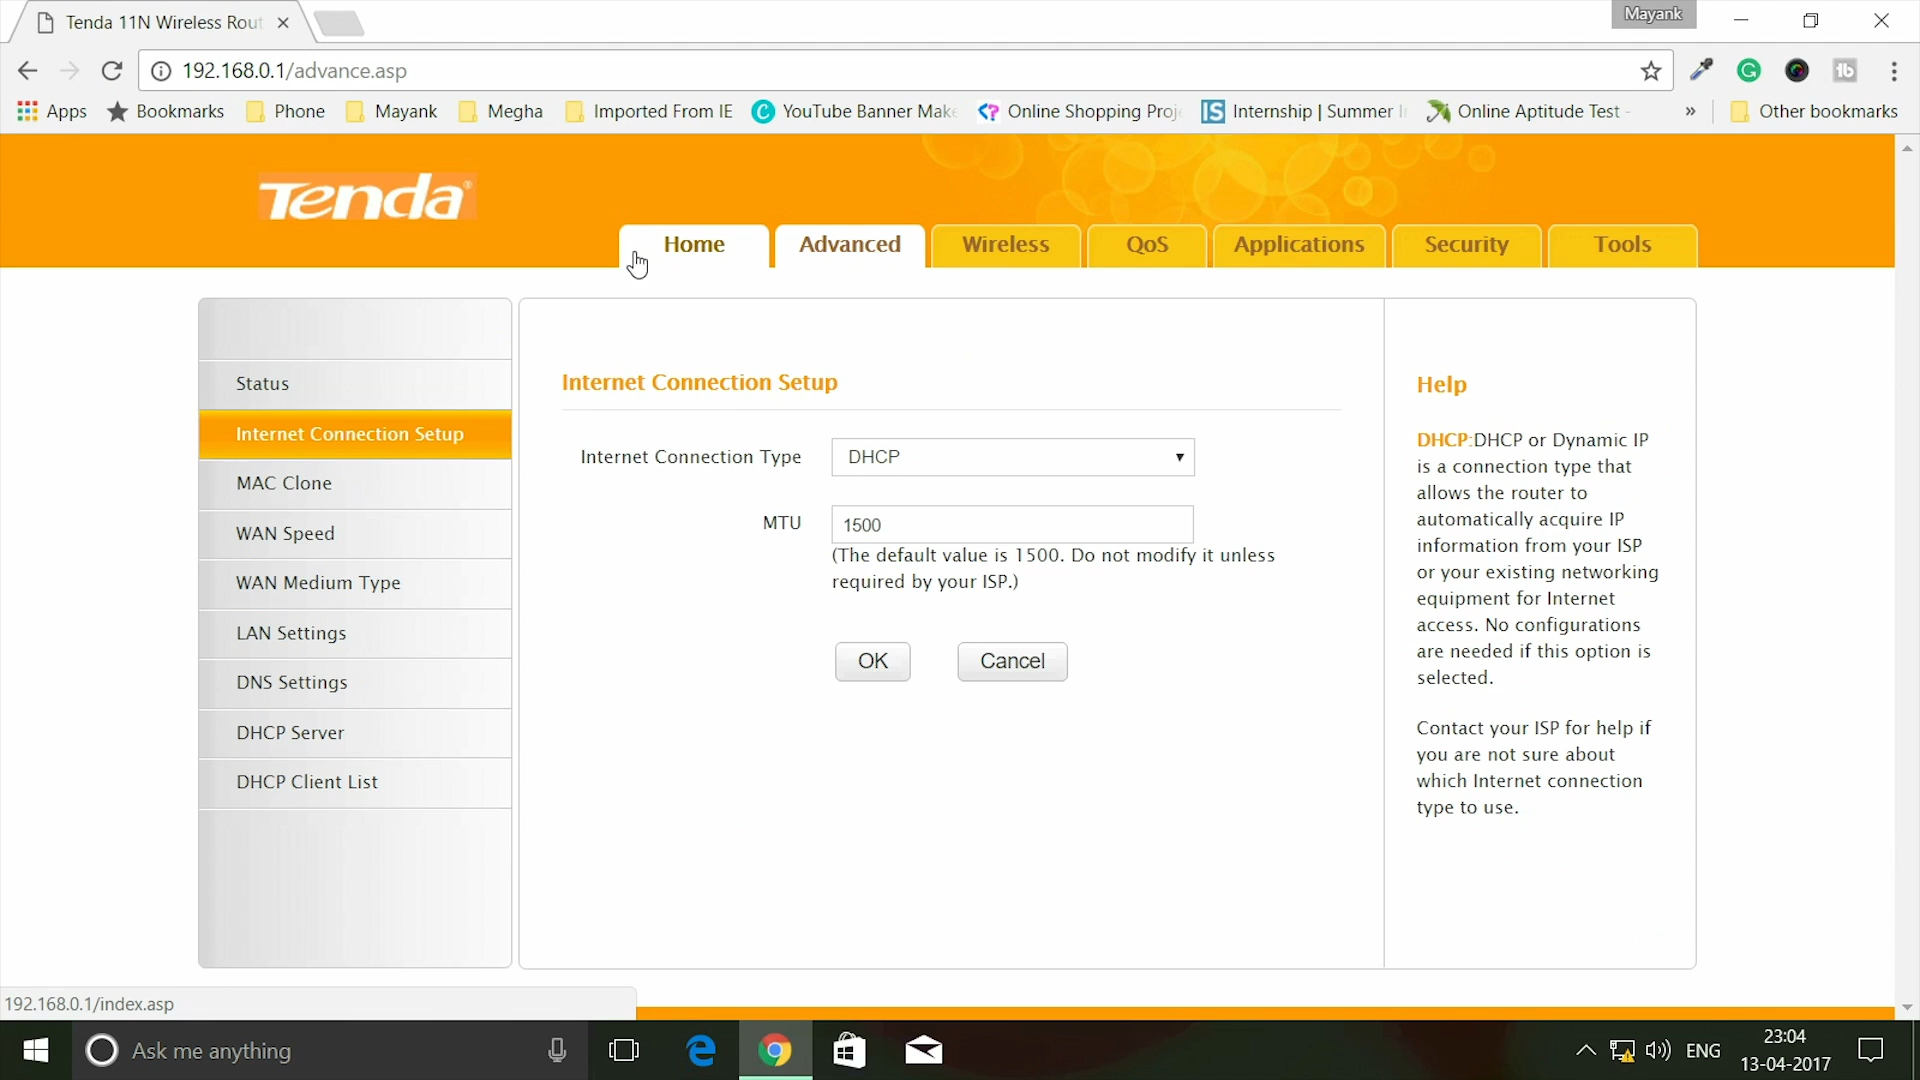 Tenda 11N Wireless Rout
Mayank
192.168.0.1/advance.asp
Apps Bookmarks Phone Mayank Megha Imported From IE YouTube Banner Make Online Shopping Proj Internship | Summer I Online Aptitude Test - » Other bookmarks
Tenda
Home Advanced Wireless QoS Applications Security Tools
Status
Internet Connection Setup
MAC Clone
WAN Speed
WAN Medium Type
LAN Settings
DNS Settings
DHCP Server
DHCP Client List
Internet Connection Setup
Internet Connection Type DHCP
MTU 1500
(The default value is 1500. Do not modify it unless
required by your ISP.)
OK Cancel
Help
DHCP:DHCP or Dynamic IP
is a connection type that
allows the router to
automatically acquire IP
information from your ISP
or your existing networking
equipment for Internet
access. No configurations
are needed if this option is
selected.
Contact your ISP for help if
you are not sure about
which Internet connection
type to use.
192.168.0.1/index.asp
Ask me anything
ENG
23:04
13-04-2017